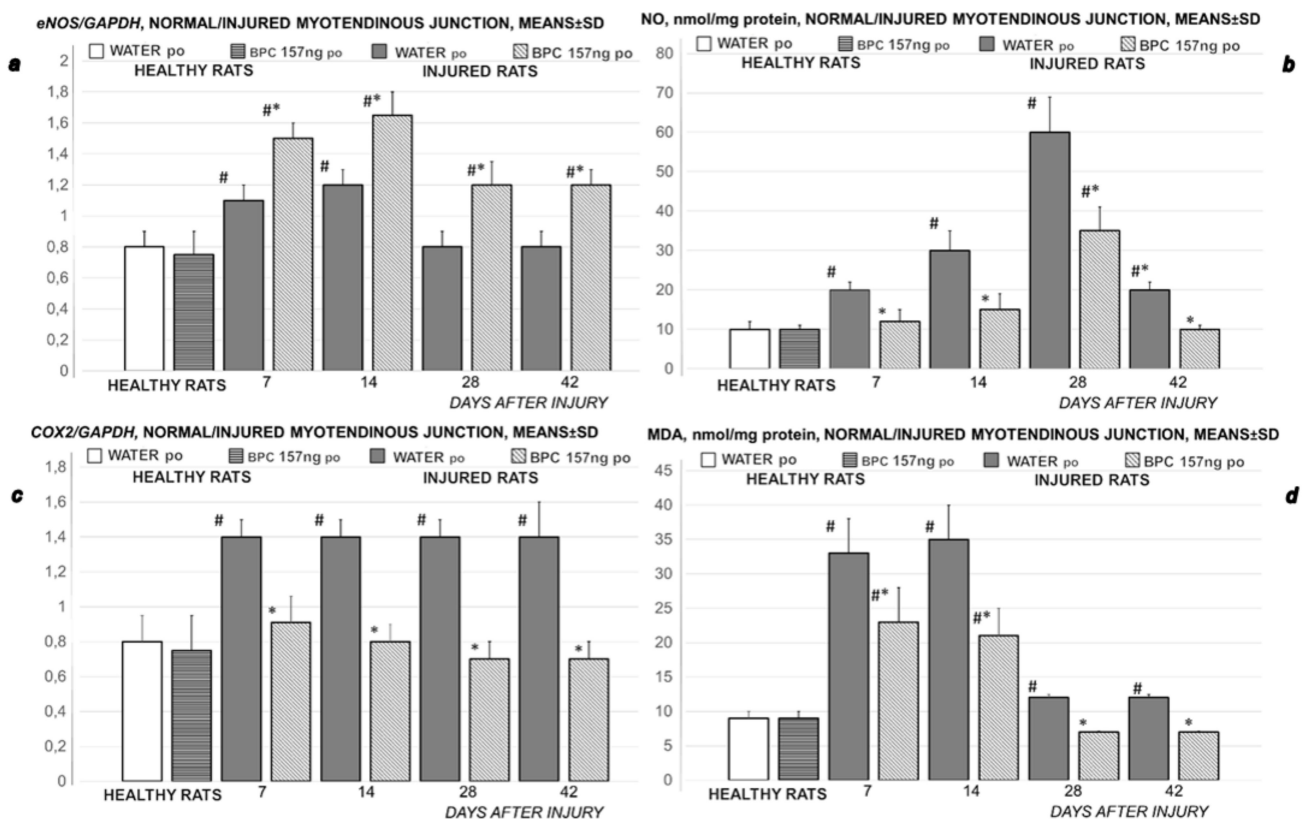 eNOS/GAPDH, NORMAL/INJURED MYOTENDINOUS JUNCTION, MEANS±SD
WATER po BPC 157ng po WATER po BPC 157ng po
HEALTHY RATS INJURED RATS
a
2
1,8
1,6
1,4
1,2
1
0,8
0,6
0,4
0,2
0
# #* # #* #* #*
HEALTHY RATS 7 14 28 42
DAYS AFTER INJURY
NO, nmol/mg protein, NORMAL/INJURED MYOTENDINOUS JUNCTION, MEANS±SD
WATER po BPC 157ng po WATER po BPC 157ng po
HEALTHY RATS INJURED RATS
b
80
70
60
50
40
30
20
10
0
# * # * # #* #* *
HEALTHY RATS 7 14 28 42
DAYS AFTER INJURY
COX2/GAPDH, NORMAL/INJURED MYOTENDINOUS JUNCTION, MEANS±SD
WATER po BPC 157ng po WATER po BPC 157ng po
HEALTHY RATS INJURED RATS
c
1,8
1,6
1,4
1,2
1
0,8
0,6
0,4
0,2
0
# * # * # * # *
HEALTHY RATS 7 14 28 42
DAYS AFTER INJURY
MDA, nmol/mg protein, NORMAL/INJURED MYOTENDINOUS JUNCTION, MEANS±SD
WATER po BPC 157ng po WATER po BPC 157ng po
HEALTHY RATS INJURED RATS
d
45
40
35
30
25
20
15
10
5
0
# #* # #* # * # *
HEALTHY RATS 7 14 28 42
DAYS AFTER INJURY